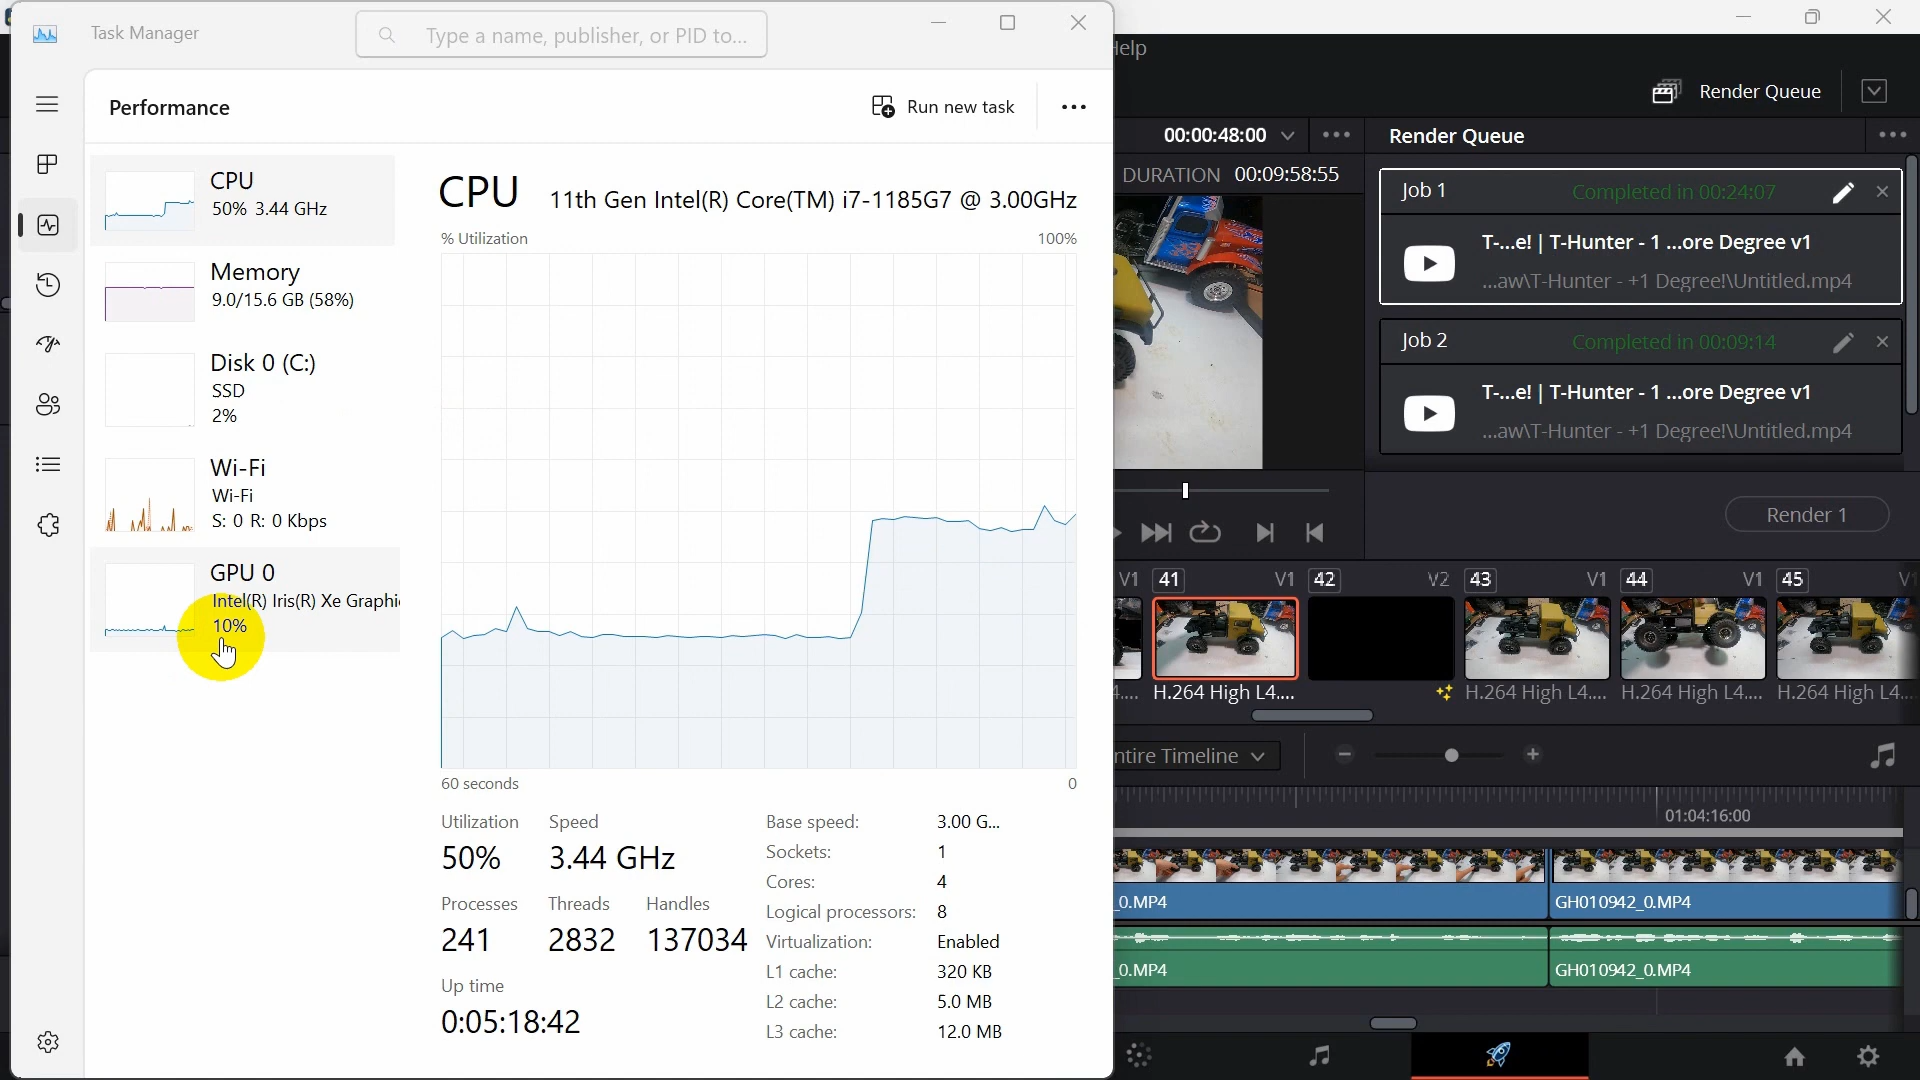 Task Manager
Type a name, publisher, or PID to...
Performance
Run new task
CPU
50% 3.44 GHz
Memory
9.0/15.6 GB (58%)
Disk 0 (C:)
SSD
2%
Wi-Fi
Wi-Fi
S: 0 R: 0 Kbps
GPU 0
Intel(R) Iris(R) Xe Graphi
10%
CPU
11th Gen Intel(R) Core(TM) i7-1185G7 @ 3.00GHz
% Utilization
100%
60 seconds
0
Utilization
Speed
50%
3.44 GHz
Processes
Threads
Handles
241
2832
137034
Up time
0:05:18:42
Base speed:
3.00 G...
Sockets:
1
Cores:
4
Logical processors:
8
Virtualization:
Enabled
L1 cache:
320 KB
L2 cache:
5.0 MB
L3 cache:
12.0 MB
Help
Render Queue
00:00:48:00
Render Queue
DURATION 00:09:58:55
Job 1
Completed in 00:24:07
T-...e! | T-Hunter - 1 ...ore Degree v1
...aw\T-Hunter - +1 Degree!\Untitled.mp4
Job 2
Completed in 00:09:14
T-...e! | T-Hunter - 1 ...ore Degree v1
...aw\T-Hunter - +1 Degree!\Untitled.mp4
Render 1
V1
41
V1
42
V2
43
V1
44
V1
45
V1
4....
H.264 High L4....
H.264 High L4....
H.264 High L4....
H.264 High L4...
ntire Timeline
01:04:16:00
_0.MP4
GH010942_0.MP4
_0.MP4
GH010942_0.MP4